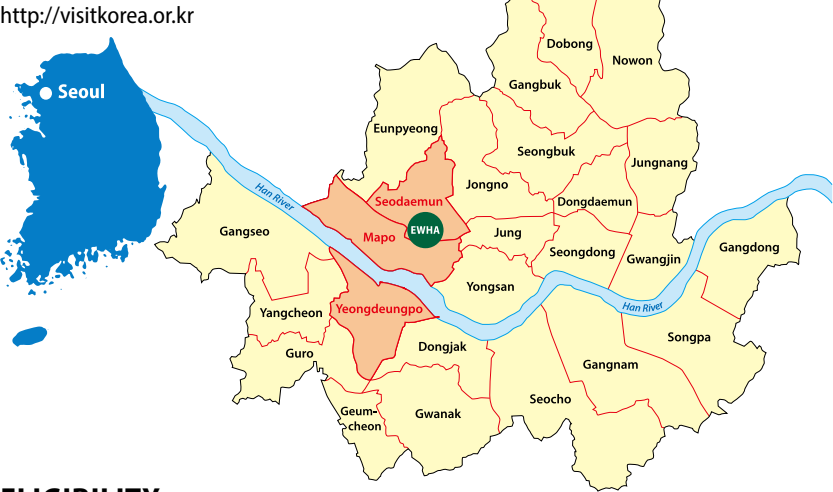 http://visitkorea.or.kr
Seoul
Dobong
Nowon
Gangbuk
Eunpyeong
Seongbuk
Jungnang
Jongno
Seodaemun
Dongdaemun
Han River
Gangseo
Mapo
EWHA
Jung
Seongdong
Gwangjin
Gangdong
Yongsan
Han River
Yangcheon
Yeongdeungpo
Songpa
Guro
Dongjak
Gangnam
Seocho
Geum-
cheon
Gwanak
ELIGIBILITY